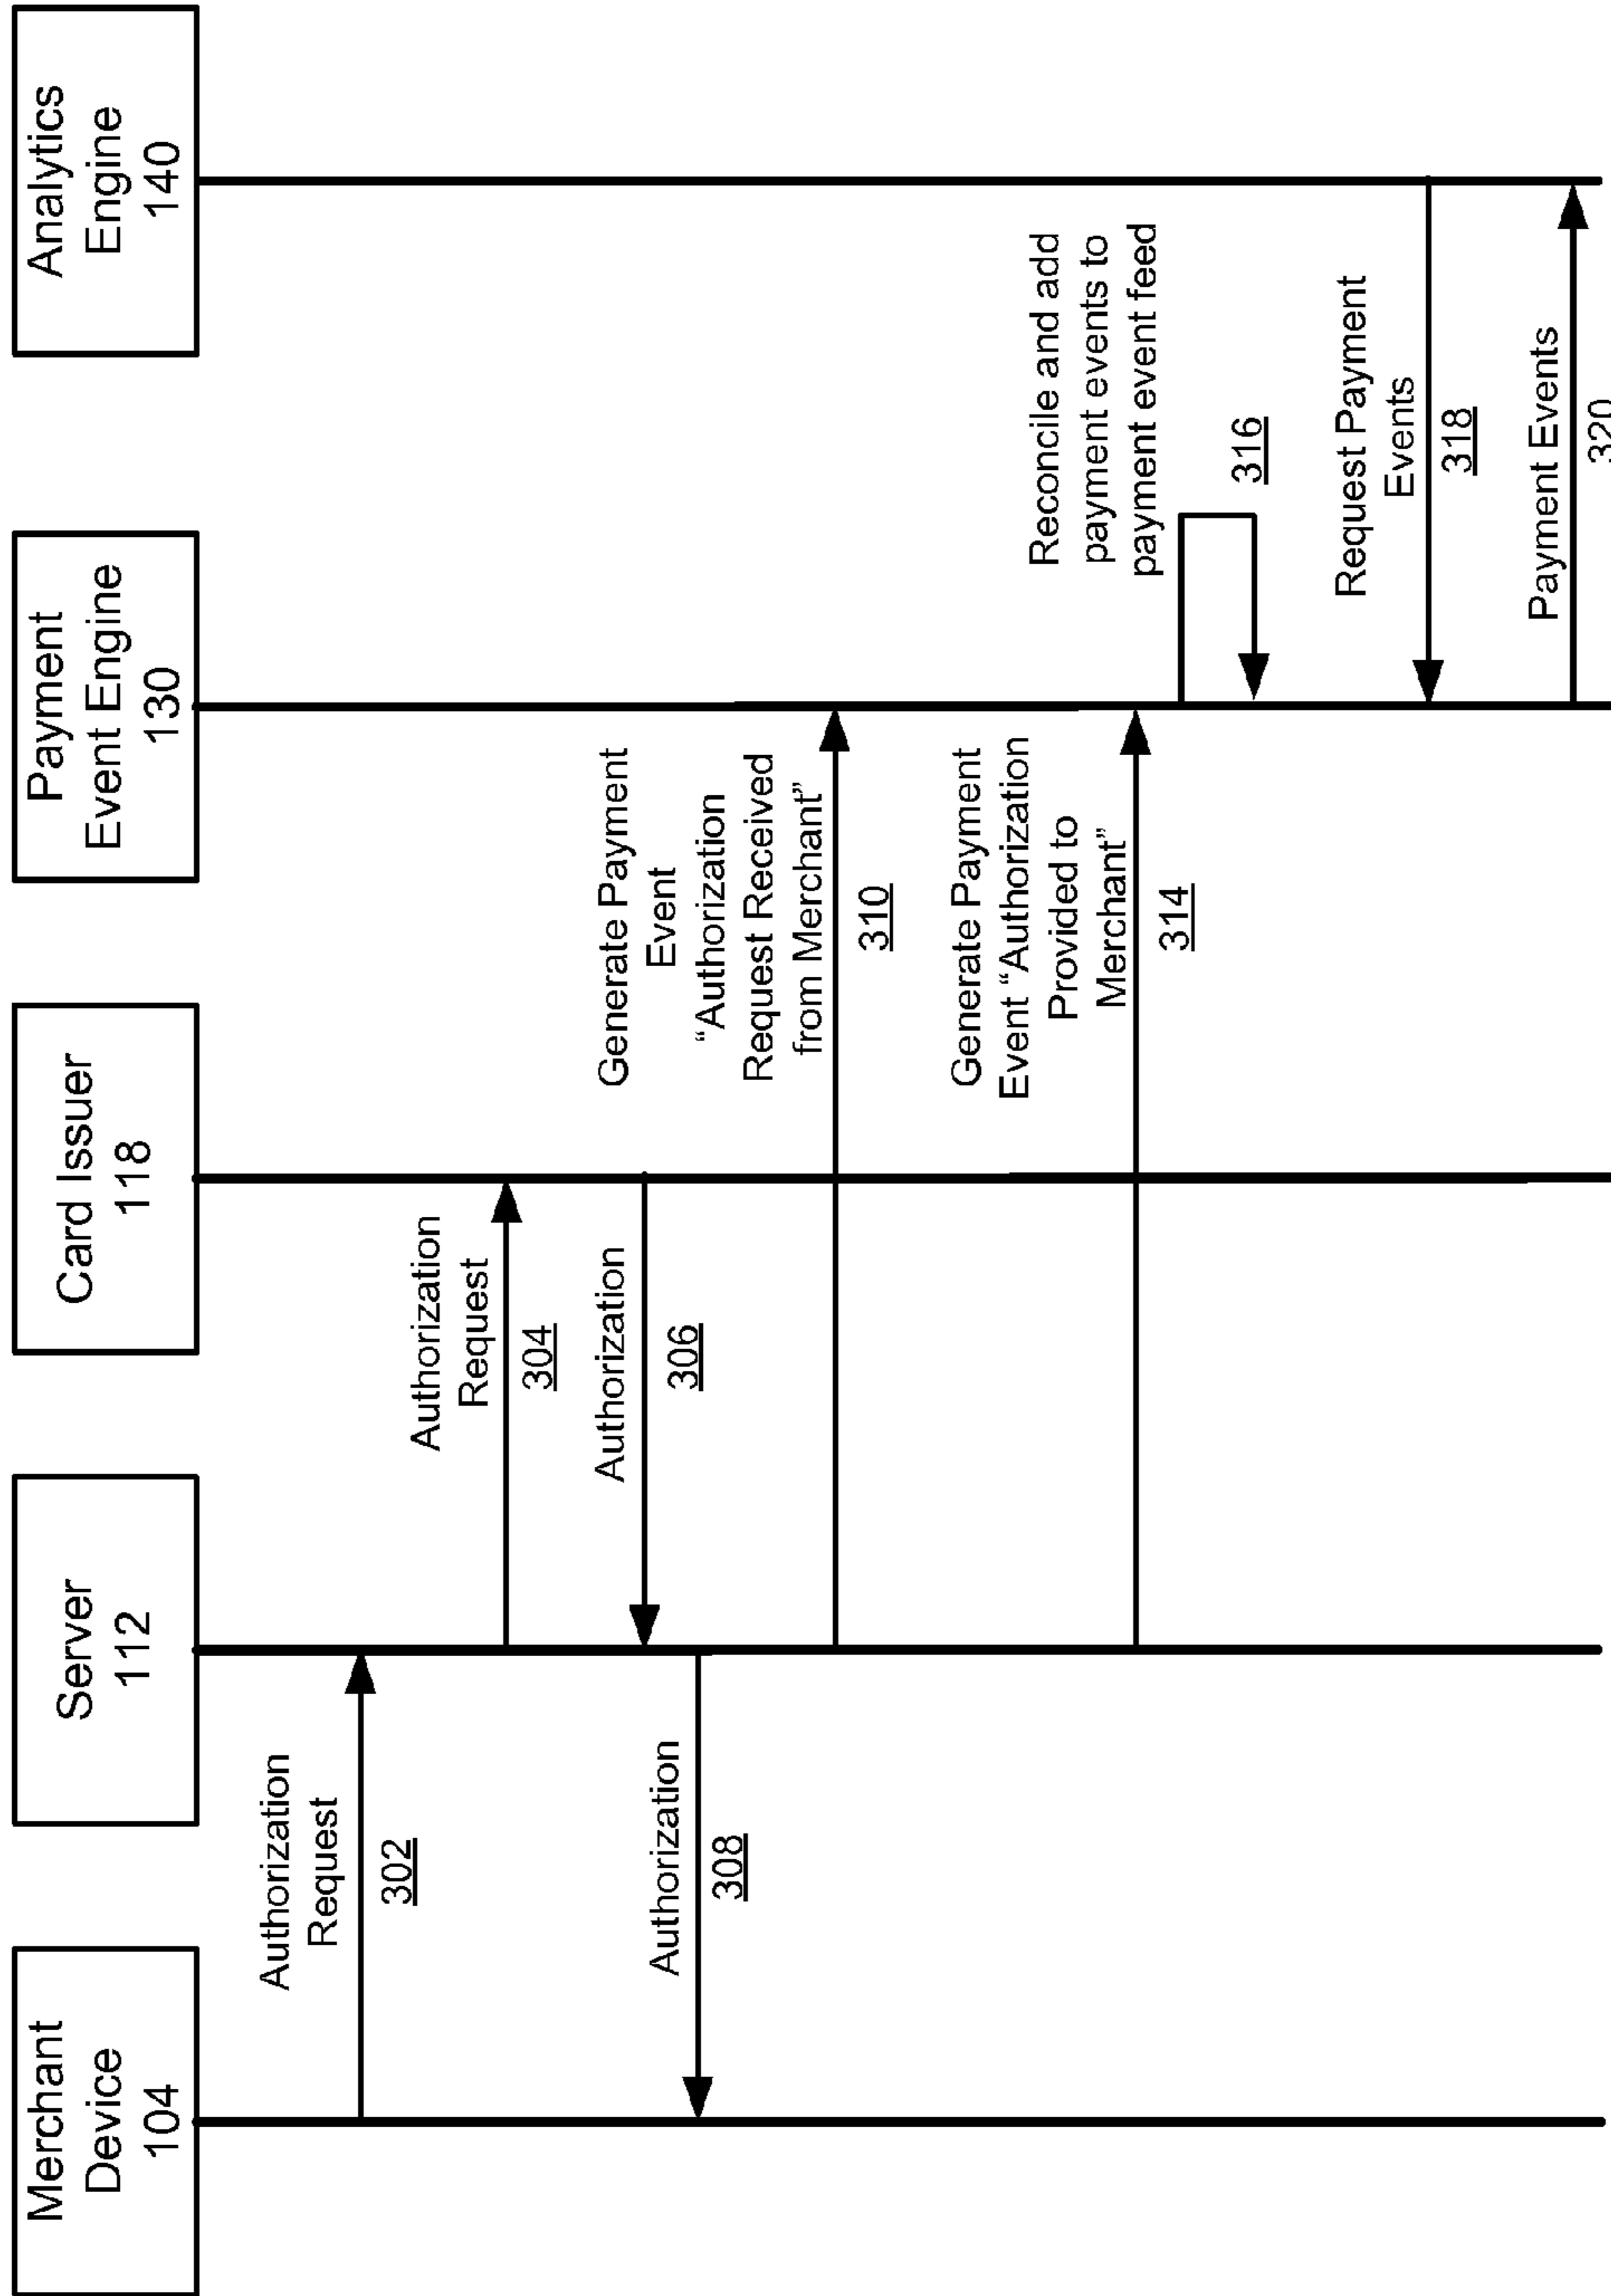 Merchant
Device
104
Server
112
Card Issuer
118
Payment
Event Engine
130
Analytics
Engine
140
Authorization
Request
302
Authorization
Request
304
Authorization
306
Authorization
308
Generate Payment
Event
“Authorization
Request Received
from Merchant”
310
Generate Payment
Event “Authorization
Provided to
Merchant”
314
Reconcile and add
payment events to
payment event feed
316
Request Payment
Events
318
Payment Events
320